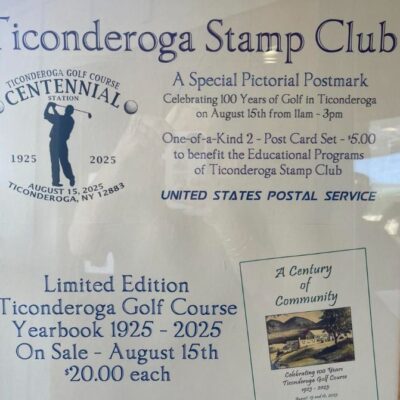 Ticonderoga Stamp Club
TICONDEROGA GOLF COURSE
CENTENNIAL
STATION
1925 2025
AUGUST 15, 2025
TICONDEROGA, NY 12883
A Special Pictorial Postmark
Celebrating 100 Years of Golf in Ticonderoga
on August 15th from 11am - 3pm
One-of-a-Kind 2 - Post Card Set - $5.00
to benefit the Educational Programs
of Ticonderoga Stamp Club
UNITED STATES POSTAL SERVICE
Limited Edition
Ticonderoga Golf Course
Yearbook 1925 - 2025
On Sale - August 15th
$20.00 each
A Century
of
Community
Celebrating 100 Years
Ticonderoga Golf Course
1925 - 2025